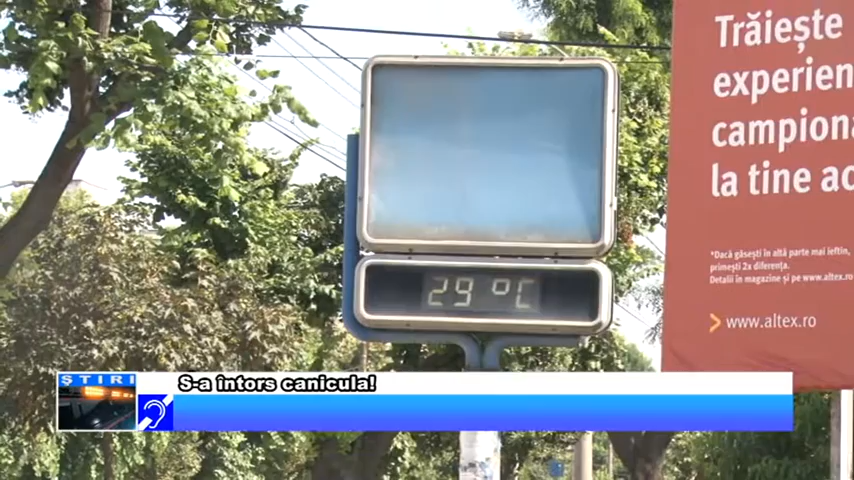 Trăiește
experien
campion
la tine ac
*Dacă găsești în altă parte mai ieftin,
primești 2x diferența.
Detalii în magazine și pe www.altex.ro
www.altex.ro
29 °C
ȘTIRI
S-a întors canicula!